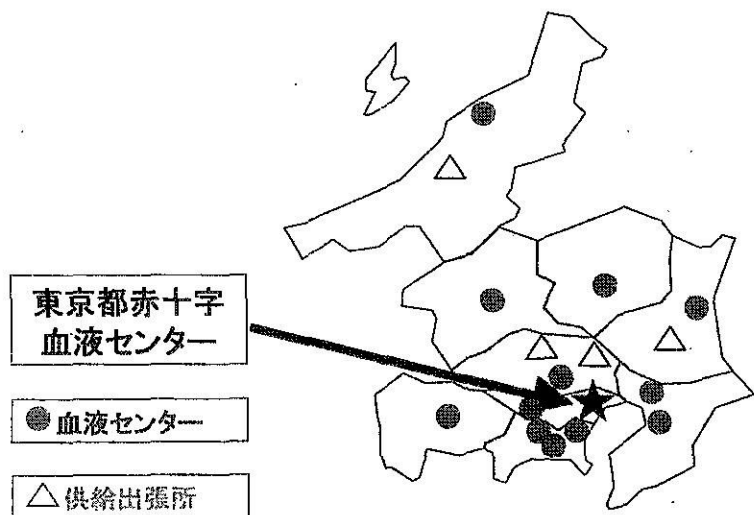 東京都赤十字
血液センター
血液センター
供給出張所